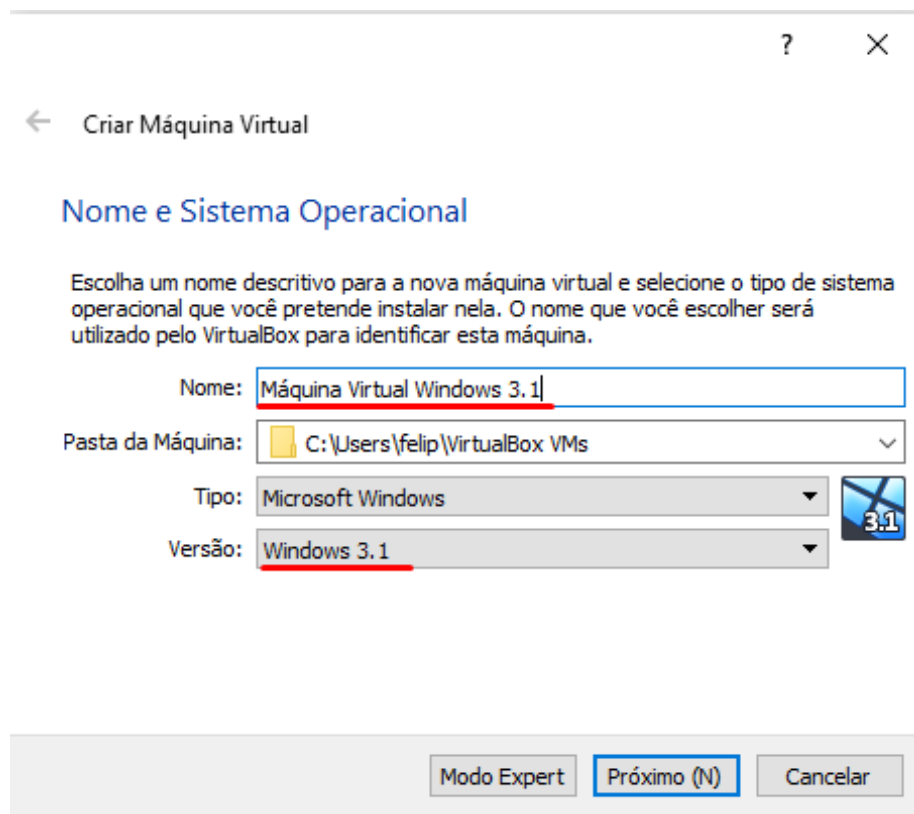 ?
Criar Máquina Virtual
Nome e Sistema Operacional
Escolha um nome descritivo para a nova máquina virtual e selecione o tipo de sistema
operacional que você pretende instalar nela. O nome que você escolher será
utilizado pelo VirtualBox para identificar esta máquina.
Nome: Máquina Virtual Windows 3.1
Pasta da Máquina: C:\Users\felip\VirtualBox VMs
Tipo: Microsoft Windows
3.1
Versão: Windows 3.1
Modo Expert Próximo (N) Cancelar